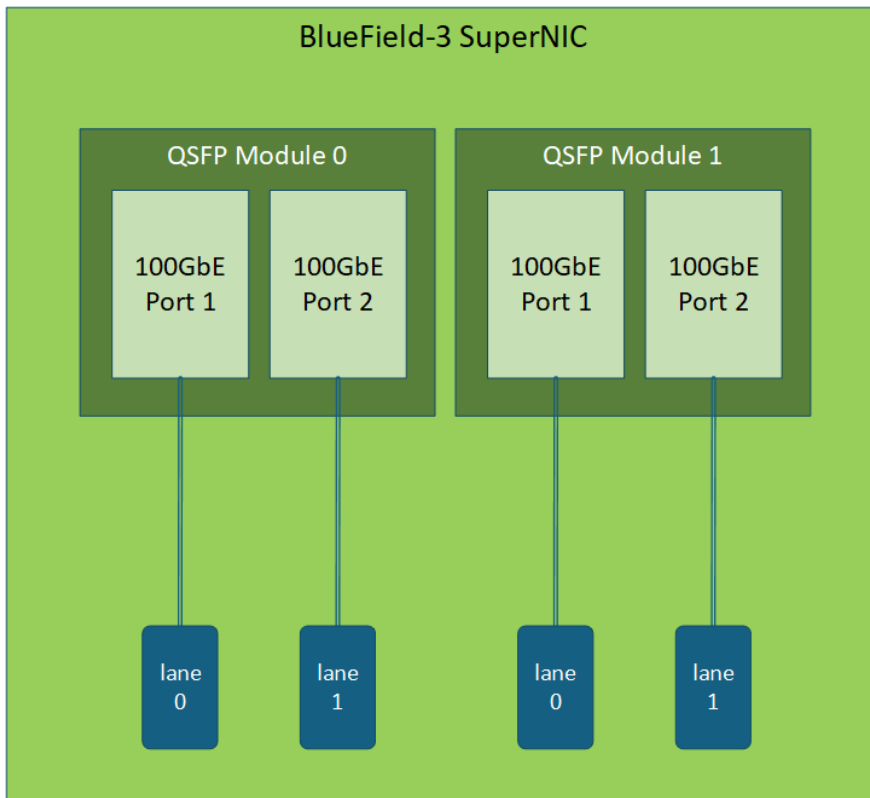 BlueField-3 SuperNIC
QSFP Module 0
100GbE
Port 1
100GbE
Port 2
QSFP Module 1
100GbE
Port 1
100GbE
Port 2
lane
0
lane
1
lane
0
lane
1